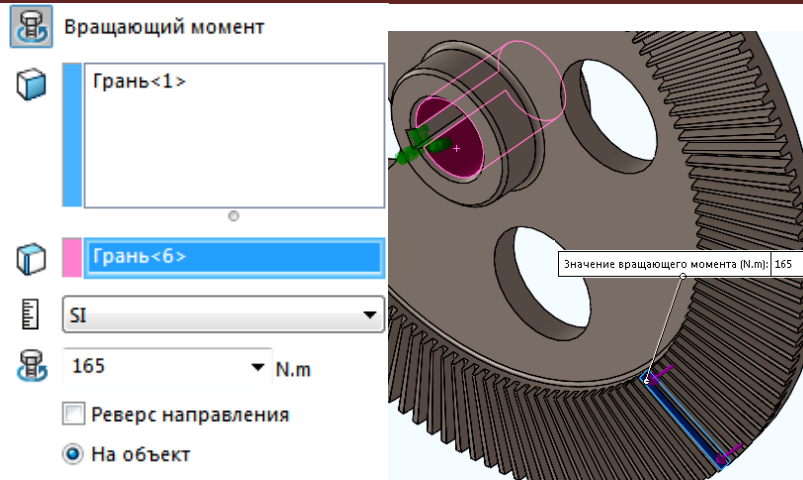 Вращающий момент
Грань<1>
Грань<6>
SI
165 N.m
Реверс направления
На объект
Значение вращающего момента (N.m): 165